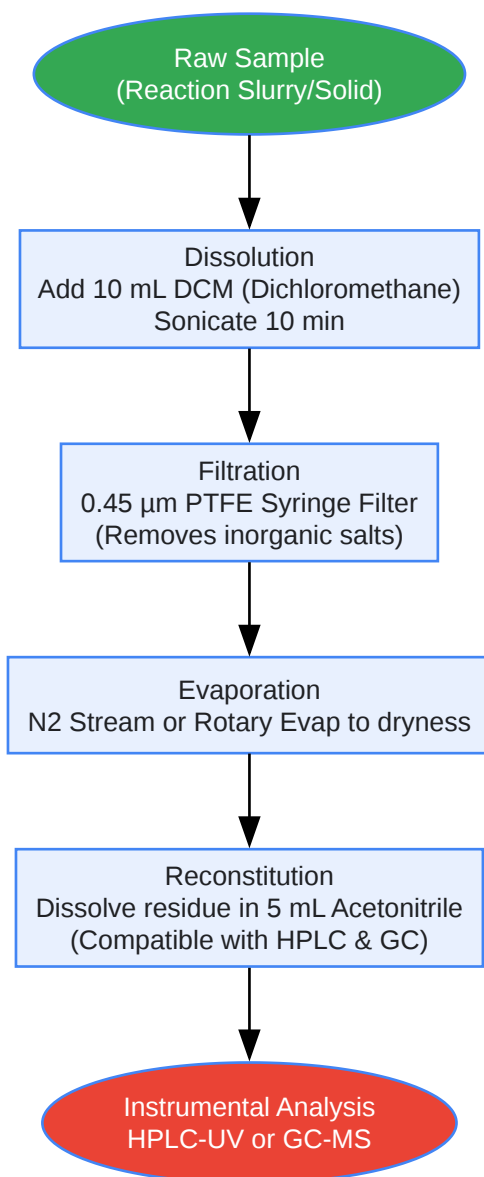 Raw Sample
(Reaction Slurry/Solid)
Dissolution
Add 10 mL DCM (Dichloromethane)
Sonicate 10 min
Filtration
0.45 µm PTFE Syringe Filter
(Removes inorganic salts)
Evaporation
N2 Stream or Rotary Evap to dryness
Reconstitution
Dissolve residue in 5 mL Acetonitrile
(Compatible with HPLC & GC)
Instrumental Analysis
HPLC-UV or GC-MS